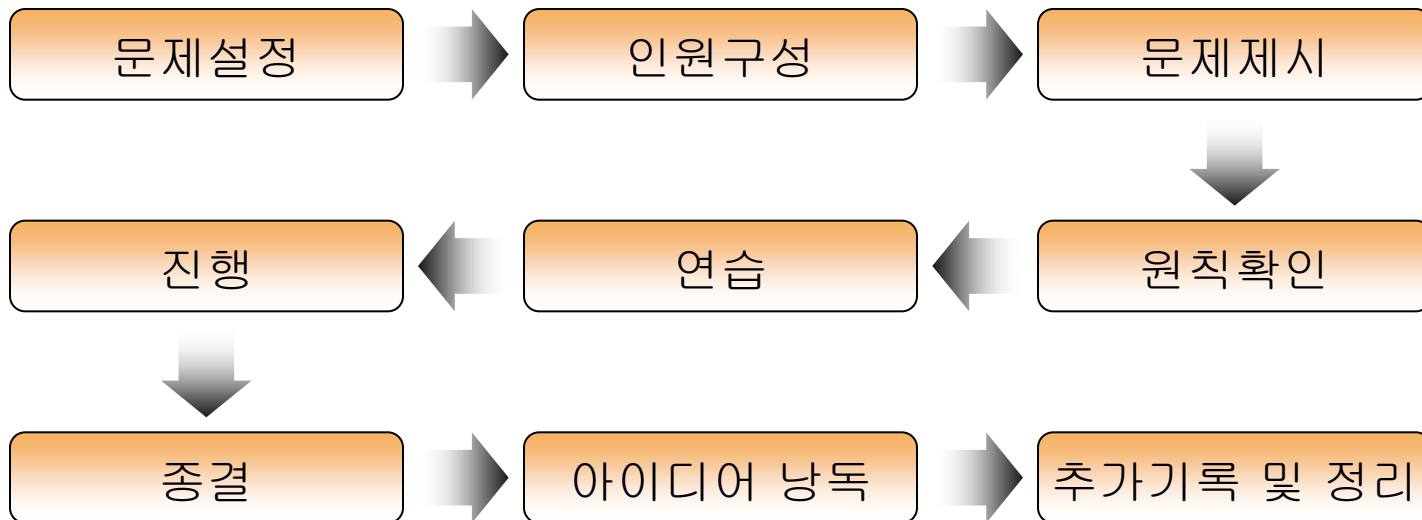 문제설정
인원구성
문제제시
원칙확인
연습
진행
종결
아이디어 낭독
추가기록 및 정리